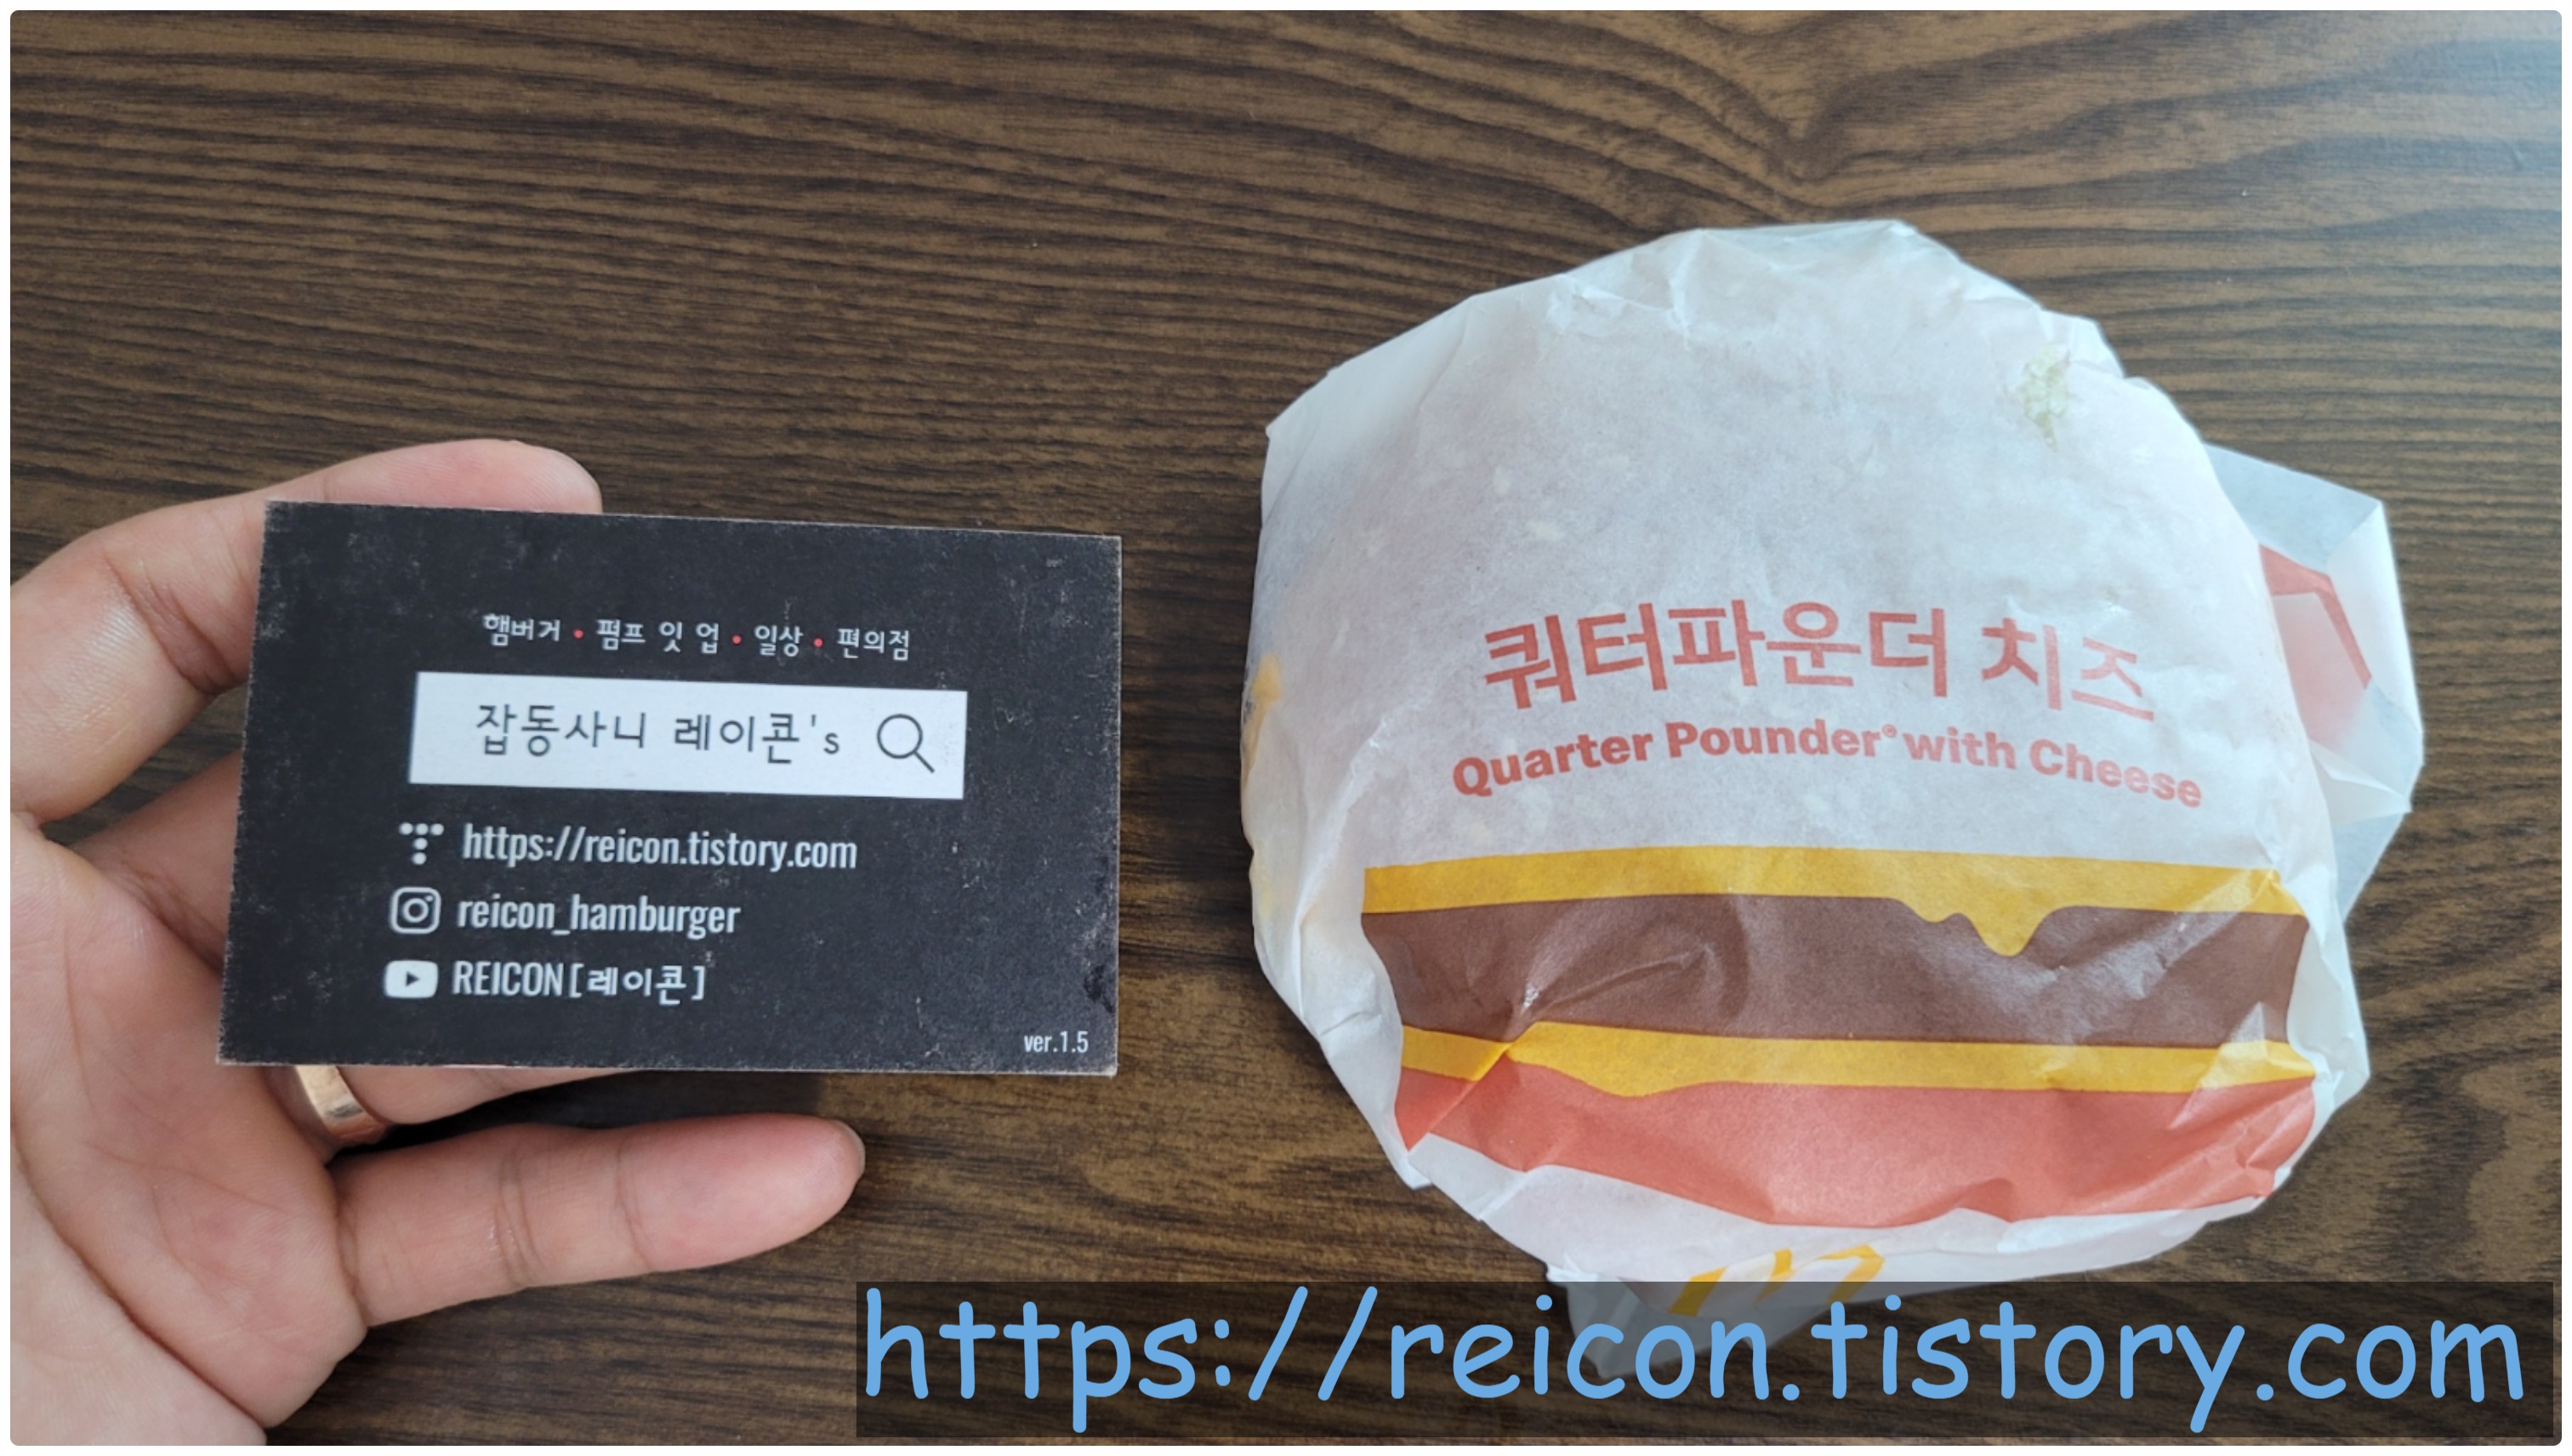 햄버거 • 펌프 잇 업 • 일상 • 편의점
잡동사니 레이콘's
https://reicon.tistory.com
reicon_hamburger
REICON[레이콘]
ver.1.5
쿼터파운더 치즈
Quarter Pounder® with Cheese
https://reicon.tistory.com